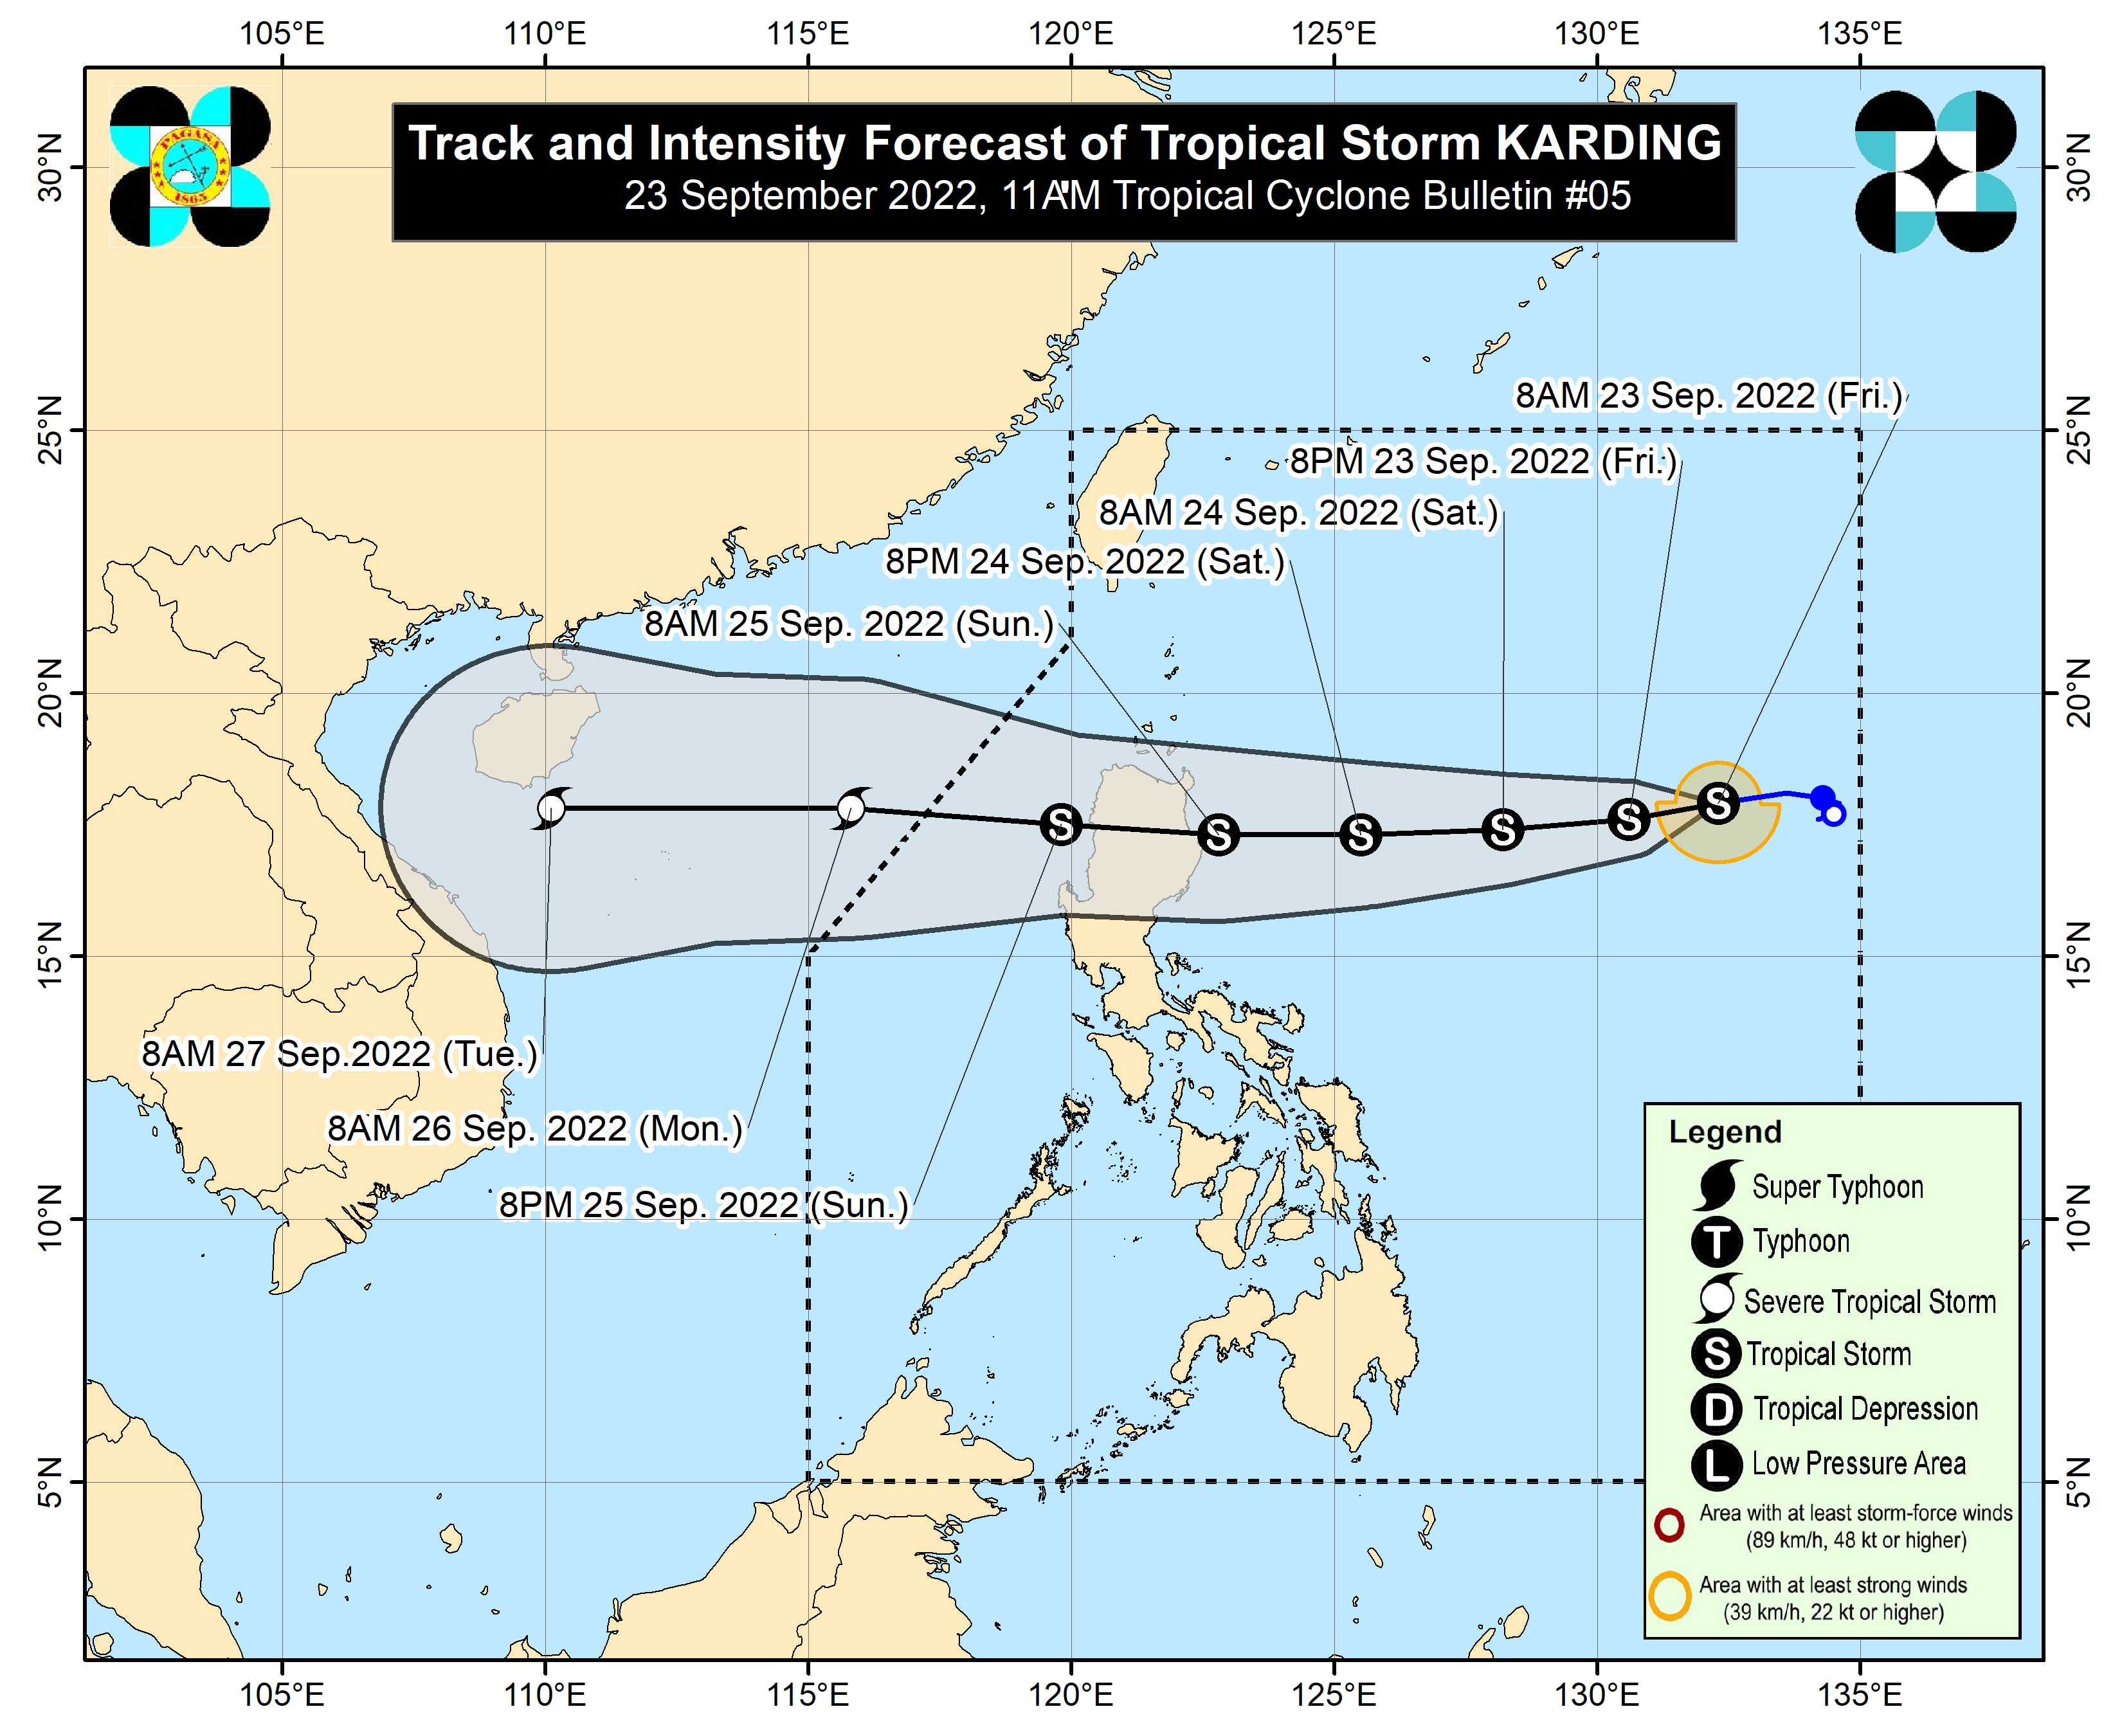 105°E 110°E 115°E 120°E 125°E 130°E 135°E
Track and Intensity Forecast of Tropical Storm KARDING
23 September 2022, 11AM Tropical Cyclone Bulletin #05
PAGASA
1865
30°N 30°N
8AM 23 Sep. 2022 (Fri.)
25°N 25°N
8PM 23 Sep. 2022 (Fri.)
8AM 24 Sep. 2022 (Sat.)
8PM 24 Sep. 2022 (Sat.)
8AM 25 Sep. 2022 (Sun.)
20°N 20°N
S S S S S S
15°N 15°N
8AM 27 Sep.2022 (Tue.)
8AM 26 Sep. 2022 (Mon.)
8PM 25 Sep. 2022 (Sun.)
10°N 10°N
5°N 5°N
Legend
Super Typhoon
T Typhoon
Severe Tropical Storm
S Tropical Storm
D Tropical Depression
L Low Pressure Area
Area with at least storm-force winds
(89 km/h, 48 kt or higher)
Area with at least strong winds
(39 km/h, 22 kt or higher)
105°E 110°E 115°E 120°E 125°E 130°E 135°E